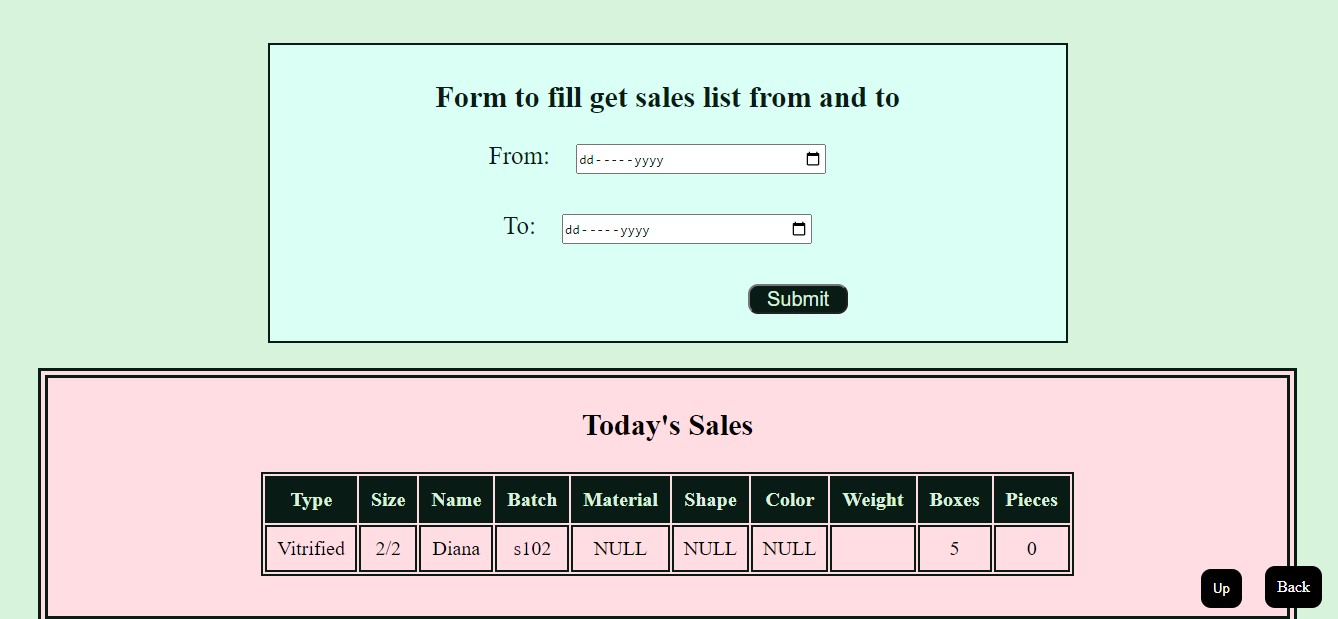 Form to fill get sales list from and to
From: dd-----yyyy
To: dd-----yyyy
Submit
Today's Sales
Type Size Name Batch Material Shape Color Weight Boxes Pieces
Vitrified 2/2 Diana s102 NULL NULL NULL 5 0
Up Back